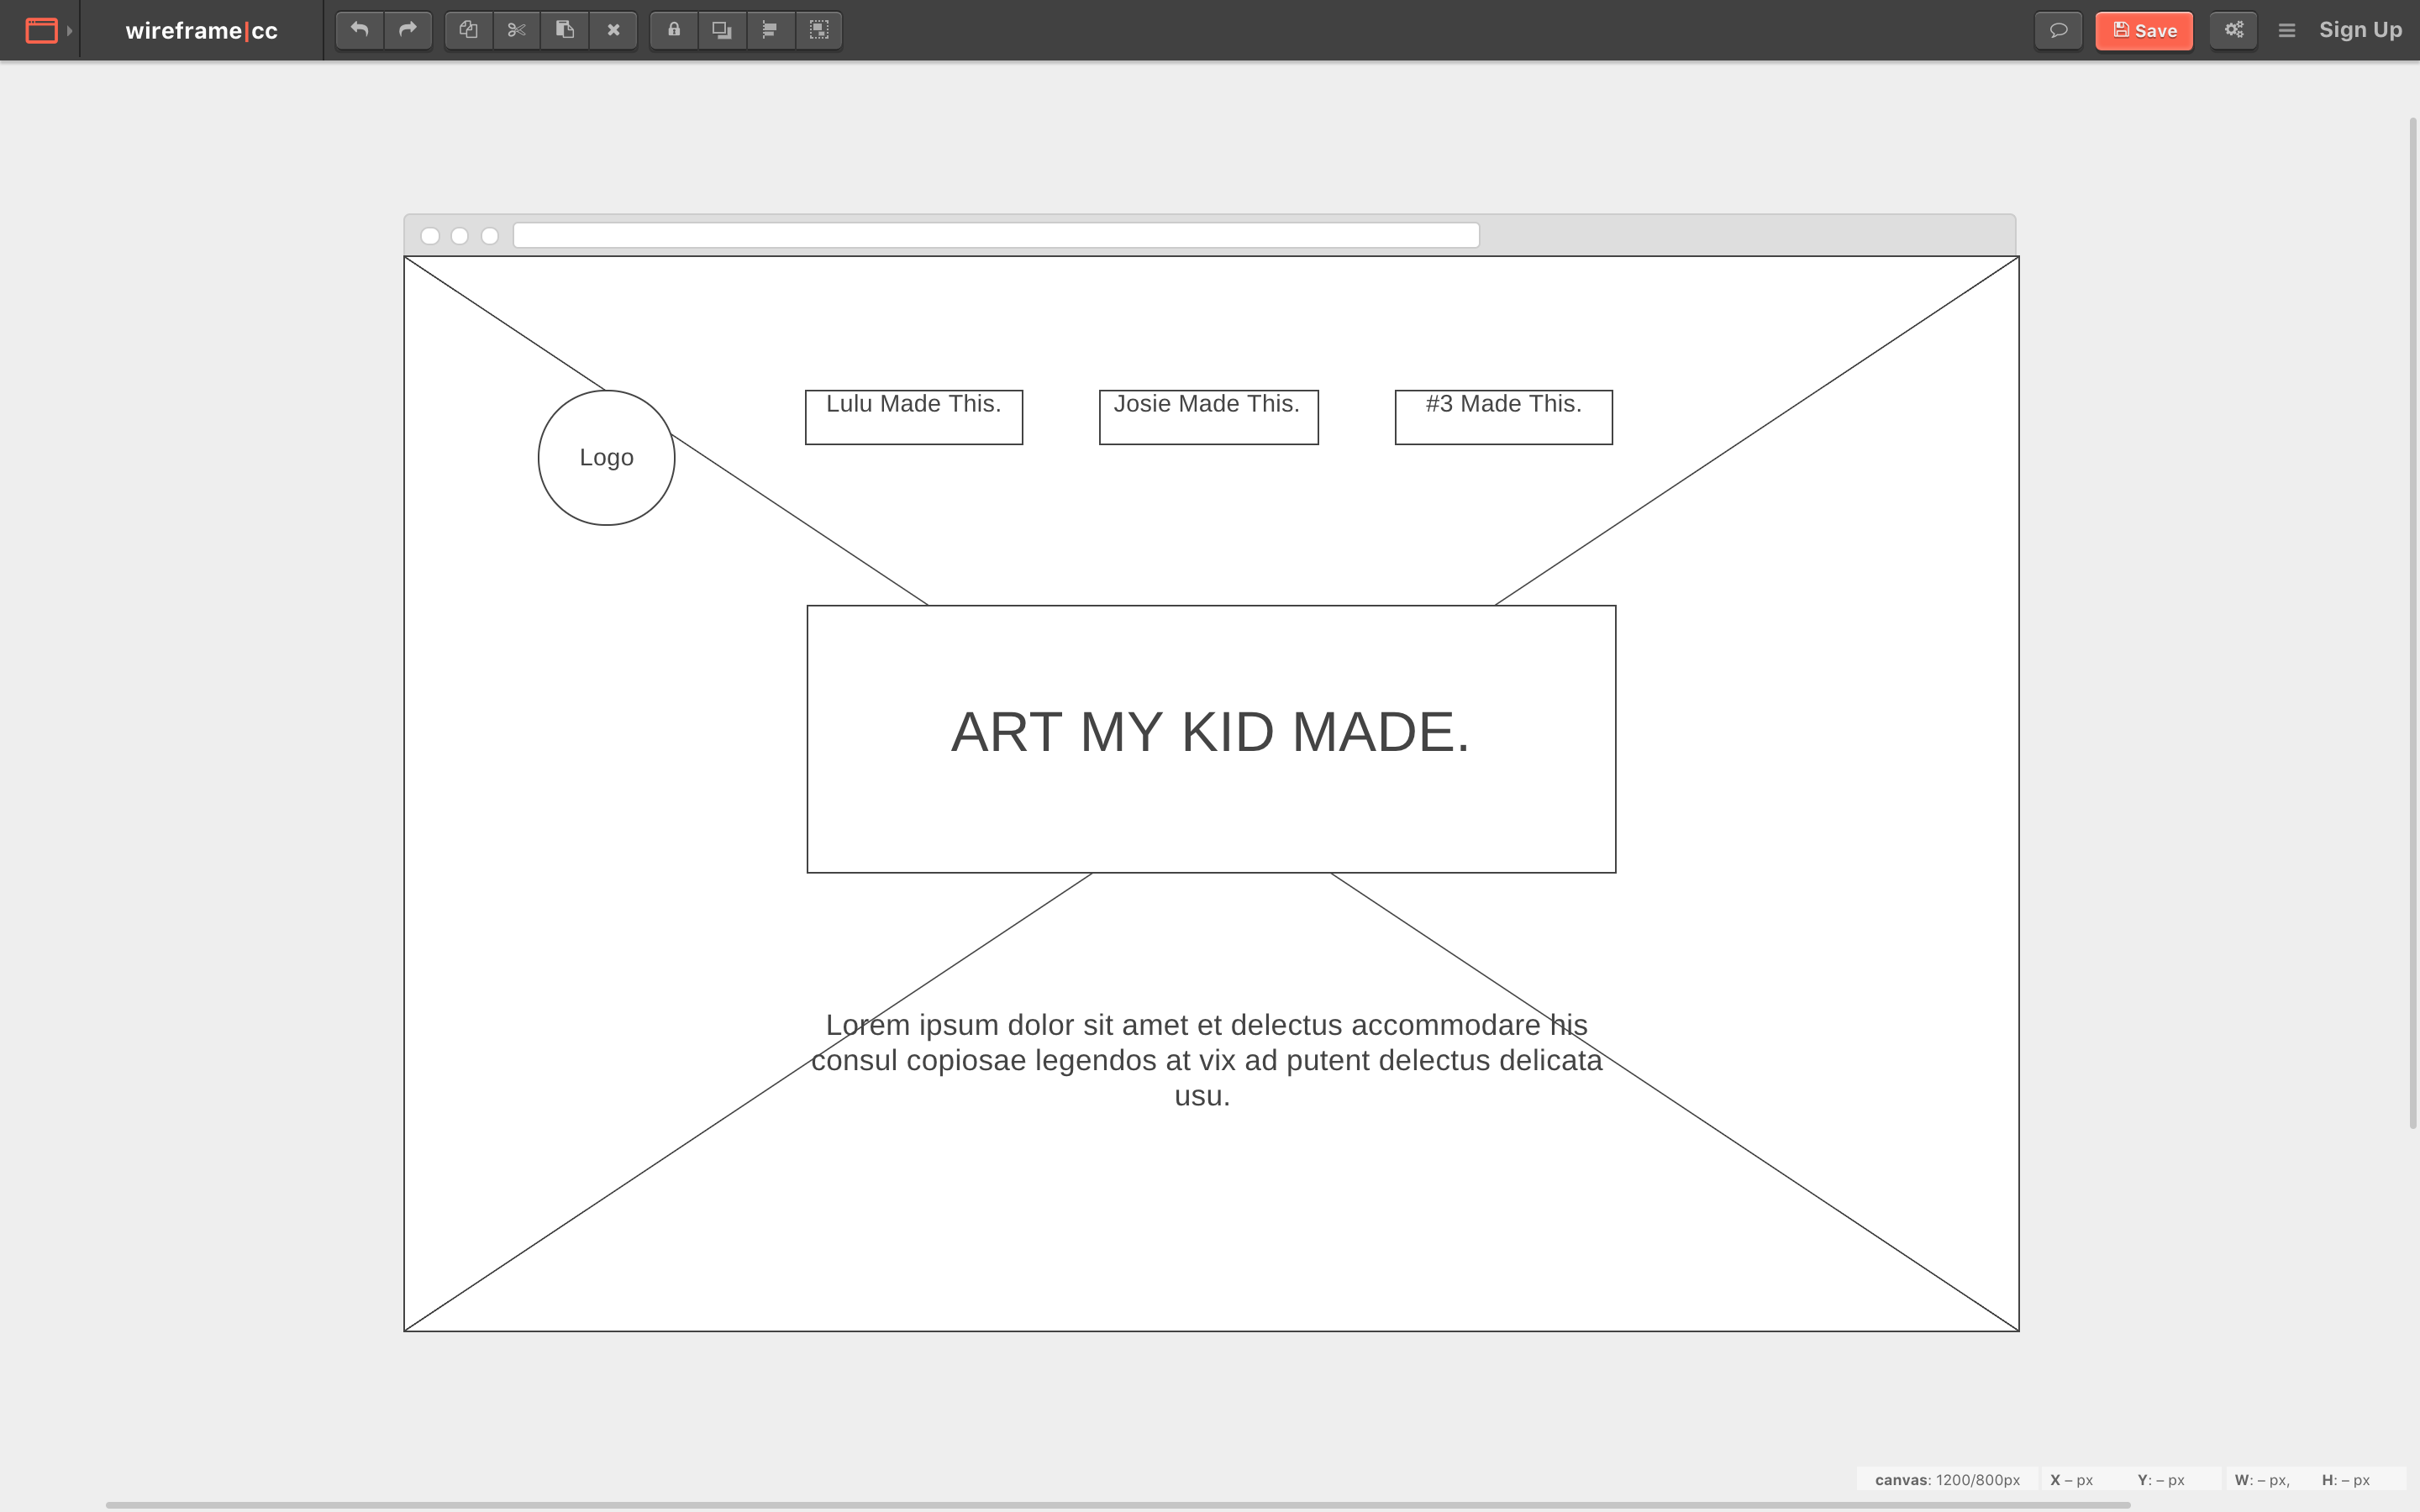 wireframe|cc
Save
Sign Up
Lulu Made This.
Josie Made This.
#3 Made This.
Logo
ART MY KID MADE.
Lorem ipsum dolor sit amet et delectus accommodare his
consul copiosae legendos at vix ad putent delectus delicata
usu.
canvas: 1200/800px X – px Y: – px W: – px, H: – px